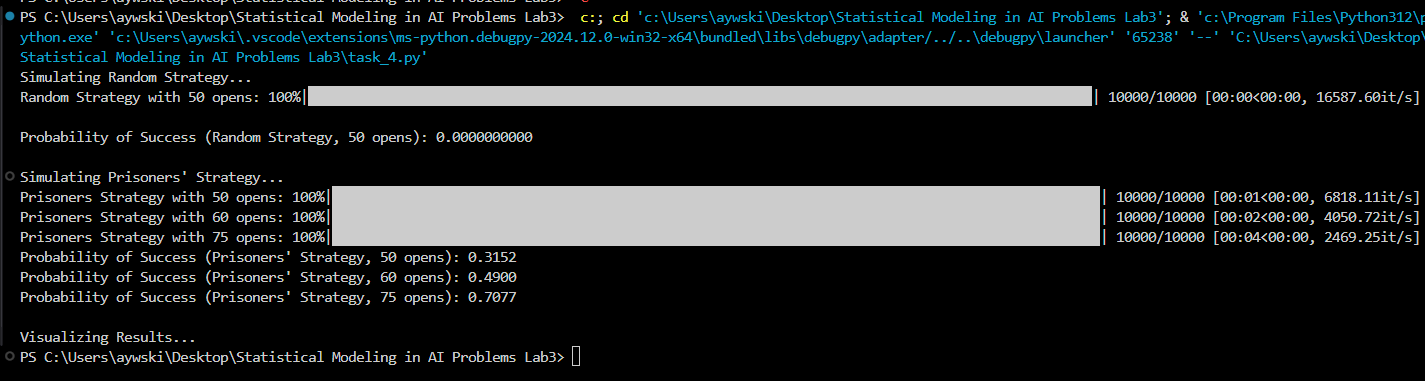 PS C:\Users\aywski\Desktop\Statistical Modeling in AI Problems Lab3> c:; cd 'c:\Users\aywski\Desktop\Statistical Modeling in AI Problems Lab3'; & 'c:\Program Files\Python312\p
ython.exe' 'c:\Users\aywski\.vscode\extensions\ms-python.debugpy-2024.12.0-win32-x64\bundled\libs\debugpy\adapter/../..\debugpy\launcher' '65238' '--' 'C:\Users\aywski\Desktop\
Statistical Modeling in AI Problems Lab3\task_4.py'
Simulating Random Strategy...
Random Strategy with 50 opens: 100%| | 10000/10000 [00:00<00:00, 16587.60it/s]
Probability of Success (Random Strategy, 50 opens): 0.0000000000
Simulating Prisoners' Strategy...
Prisoners Strategy with 50 opens: 100%| | 10000/10000 [00:01<00:00, 6818.11it/s]
Prisoners Strategy with 60 opens: 100%| | 10000/10000 [00:02<00:00, 4050.72it/s]
Prisoners Strategy with 75 opens: 100%| | 10000/10000 [00:04<00:00, 2469.25it/s]
Probability of Success (Prisoners' Strategy, 50 opens): 0.3152
Probability of Success (Prisoners' Strategy, 60 opens): 0.4900
Probability of Success (Prisoners' Strategy, 75 opens): 0.7077
Visualizing Results...
PS C:\Users\aywski\Desktop\Statistical Modeling in AI Problems Lab3>